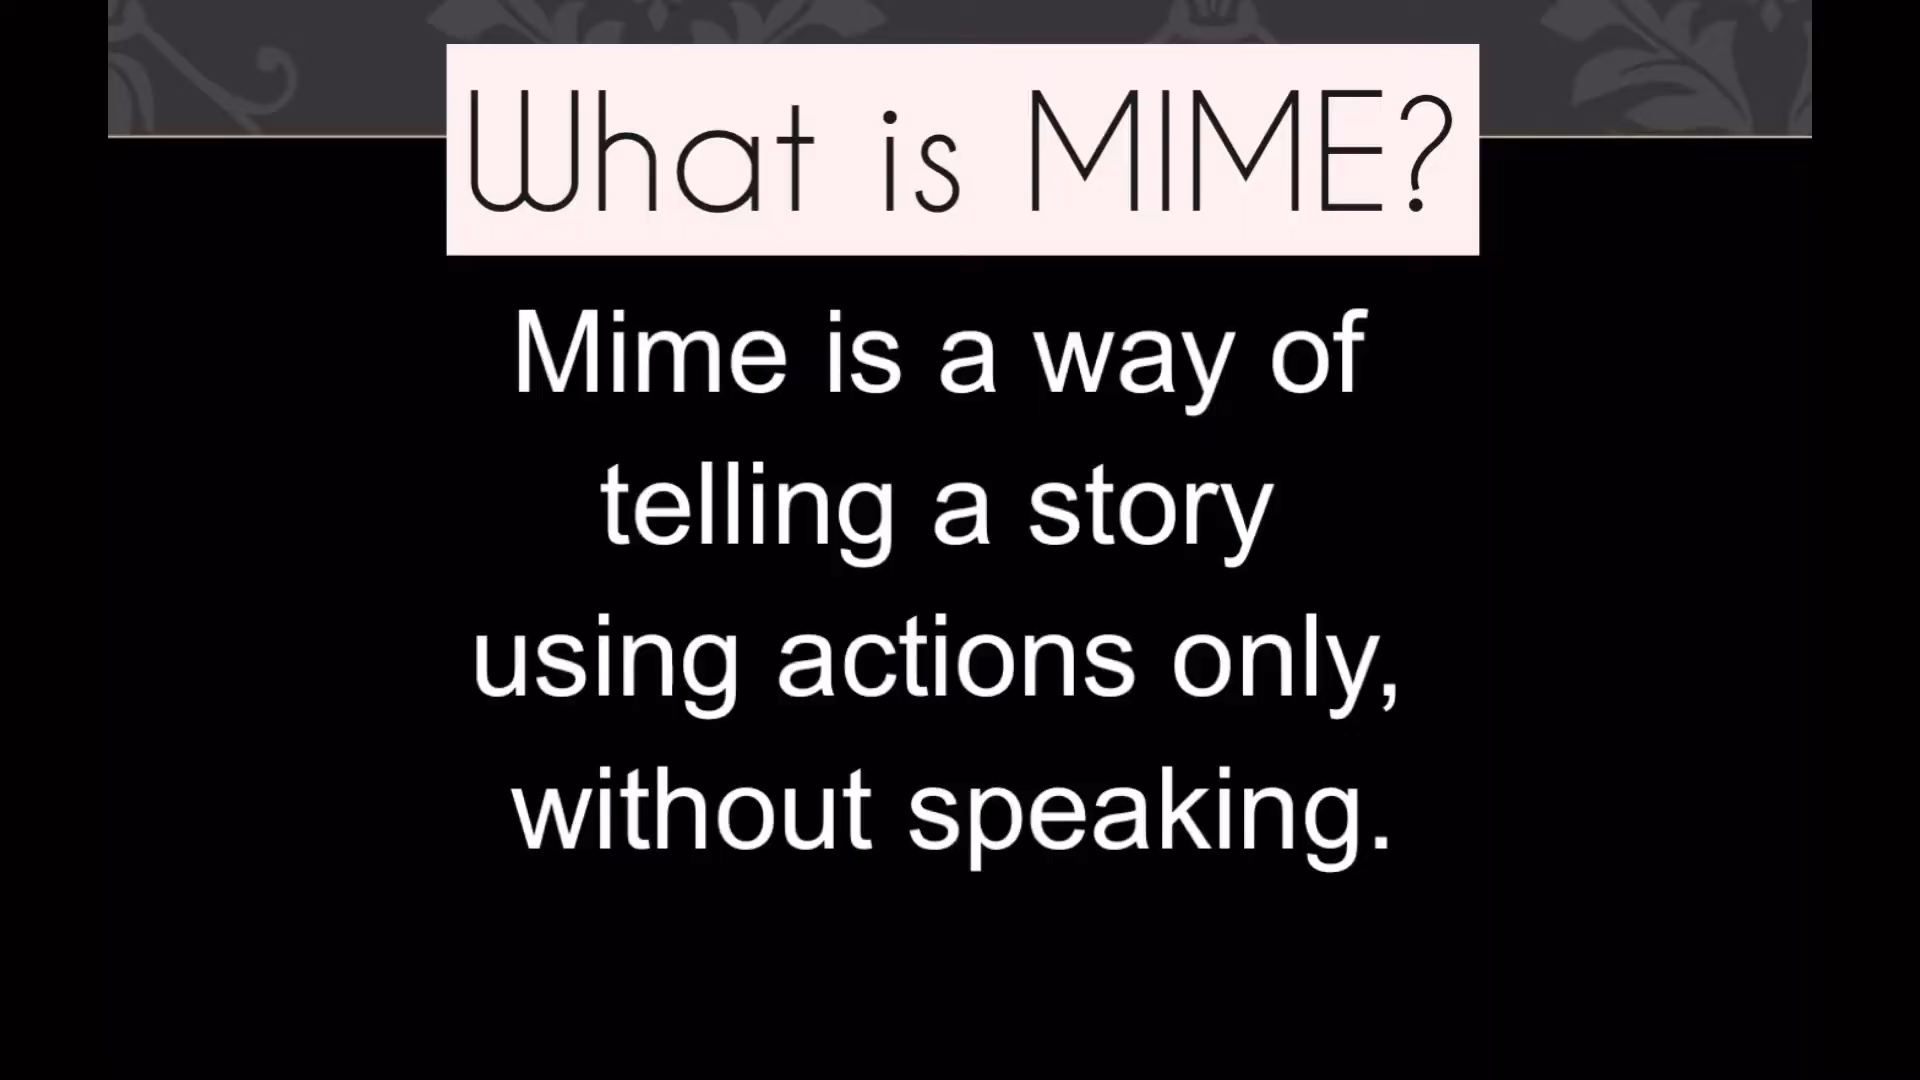 What is MIME?
Mime is a way of
telling a story
using actions only,
without speaking.